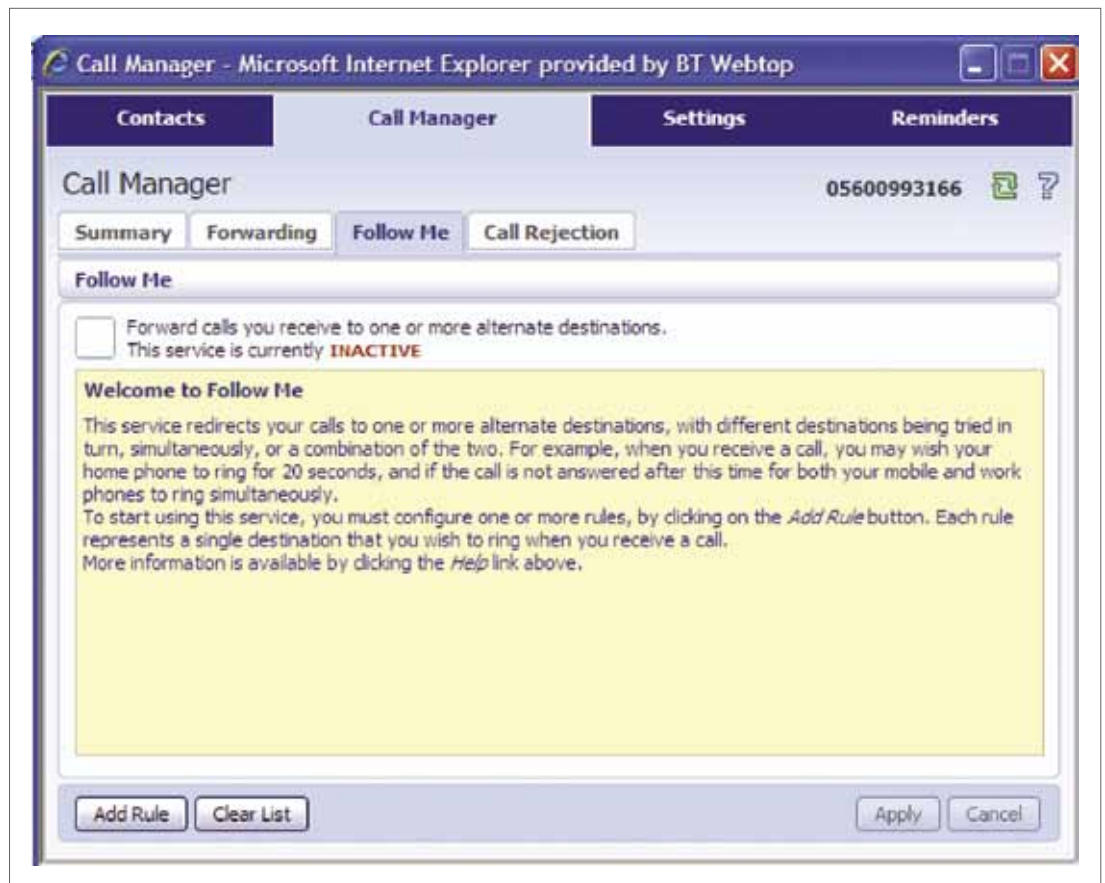 Call Manager - Microsoft Internet Explorer provided by BT Webtop
Contacts Call Manager Settings Reminders
Call Manager 05600993166
Summary Forwarding Follow Me Call Rejection
Follow Me
Forward calls you receive to one or more alternate destinations.
This service is currently INACTIVE
Welcome to Follow Me
This service redirects your calls to one or more alternate destinations, with different destinations being tried in
turn, simultaneously, or a combination of the two. For example, when you receive a call, you may wish your
home phone to ring for 20 seconds, and if the call is not answered after this time for both your mobile and work
phones to ring simultaneously.
To start using this service, you must configure one or more rules, by clicking on the Add Rule button. Each rule
represents a single destination that you wish to ring when you receive a call.
More information is available by clicking the Help link above.
Add Rule Clear List Apply Cancel